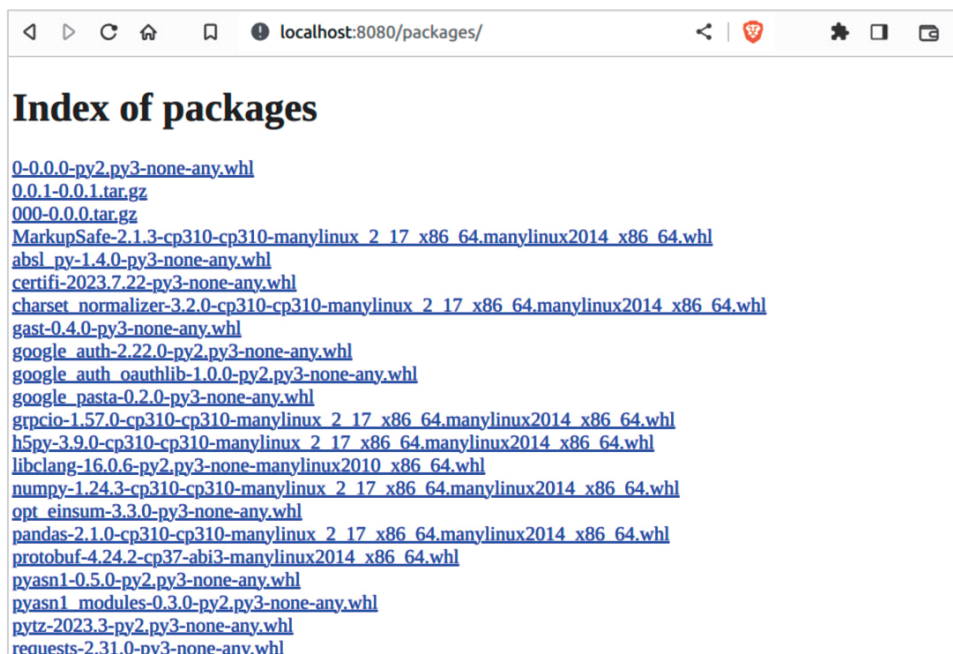 localhost:8080/packages/
Index of packages
0-0.0.0-py2.py3-none-any.whl
0.0.1-0.0.1.tar.gz
000-0.0.0.tar.gz
MarkupSafe-2.1.3-cp310-cp310-manylinux_2_17_x86_64.manylinux2014_x86_64.whl
absl_py-1.4.0-py3-none-any.whl
certifi-2023.7.22-py3-none-any.whl
charset_normalizer-3.2.0-cp310-cp310-manylinux_2_17_x86_64.manylinux2014_x86_64.whl
gast-0.4.0-py3-none-any.whl
google_auth-2.22.0-py2.py3-none-any.whl
google_auth_oauthlib-1.0.0-py2.py3-none-any.whl
google_pasta-0.2.0-py3-none-any.whl
grpcio-1.57.0-cp310-cp310-manylinux_2_17_x86_64.manylinux2014_x86_64.whl
h5py-3.9.0-cp310-cp310-manylinux_2_17_x86_64.manylinux2014_x86_64.whl
libclang-16.0.6-py2.py3-none-manylinux2010_x86_64.whl
numpy-1.24.3-cp310-cp310-manylinux_2_17_x86_64.manylinux2014_x86_64.whl
opt_einsum-3.3.0-py3-none-any.whl
pandas-2.1.0-cp310-cp310-manylinux_2_17_x86_64.manylinux2014_x86_64.whl
protobuf-4.24.2-cp37-abi3-manylinux2014_x86_64.whl
pyasn1-0.5.0-py2.py3-none-any.whl
pyasn1_modules-0.3.0-py2.py3-none-any.whl
pytz-2023.3-py2.py3-none-any.whl
requests-2.31.0-py3-none-any.whl